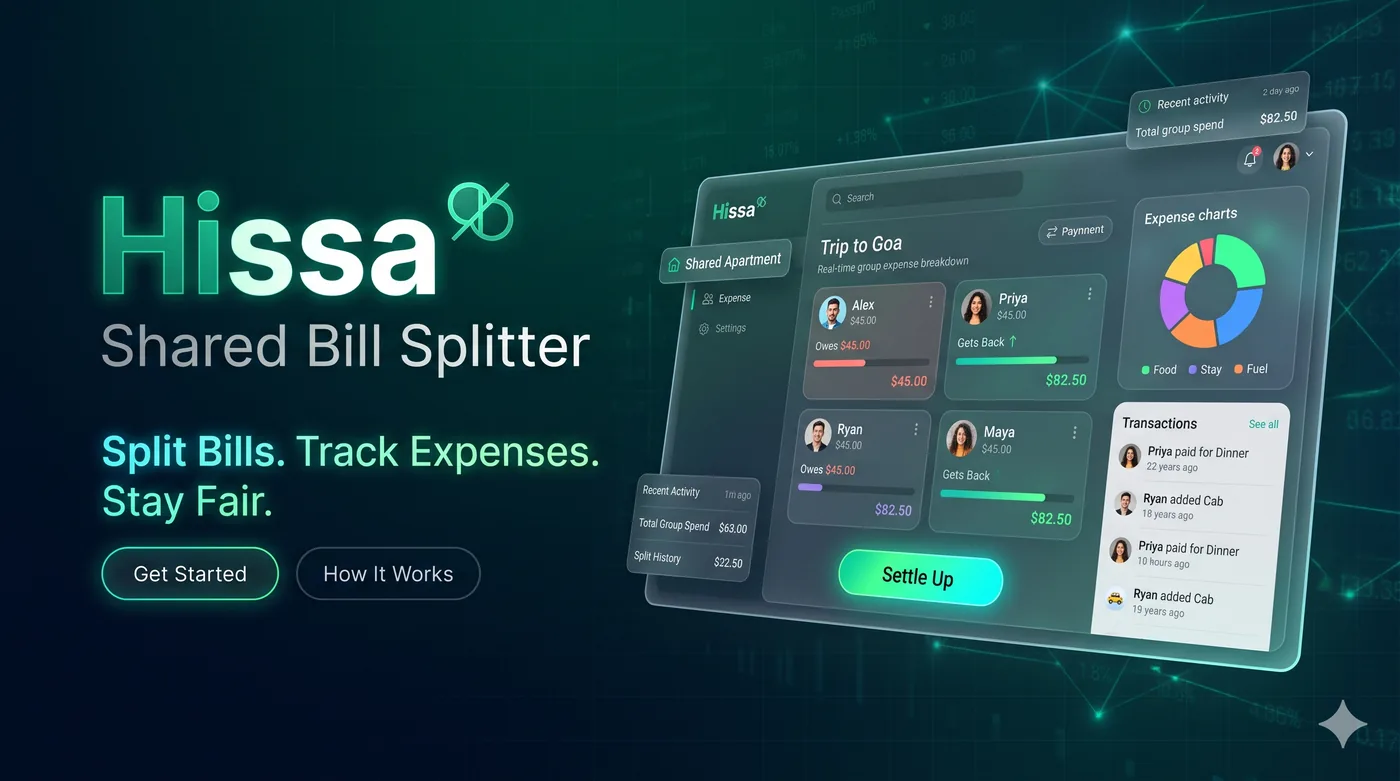 Hissa
Shared Bill Splitter
Split Bills. Track Expenses.
Stay Fair.
Get Started
How It Works
Recent activity
2 day ago
Total group spend
$82.50
Hissa
Search
2
Shared Apartment
Expense
Settings
Trip to Goa
Real-time group expense breakdown
Paynnent
Alex
$45.00
Owes $45.00
$45.00
Priya
$45.00
Gets Back ↑
$82.50
Ryan
$45.00
Owes $45.00
$82.50
Maya
$45.00
Gets Back
$82.50
Settle Up
Recent Activity
1m ago
Total Group Spend
$63.00
Split History
$22.50
Expense charts
Food
Stay
Fuel
Transactions
See all
Priya paid for Dinner
22 years ago
Ryan added Cab
18 years ago
Priya paid for Dinner
10 hours ago
Ryan added Cab
19 years ago